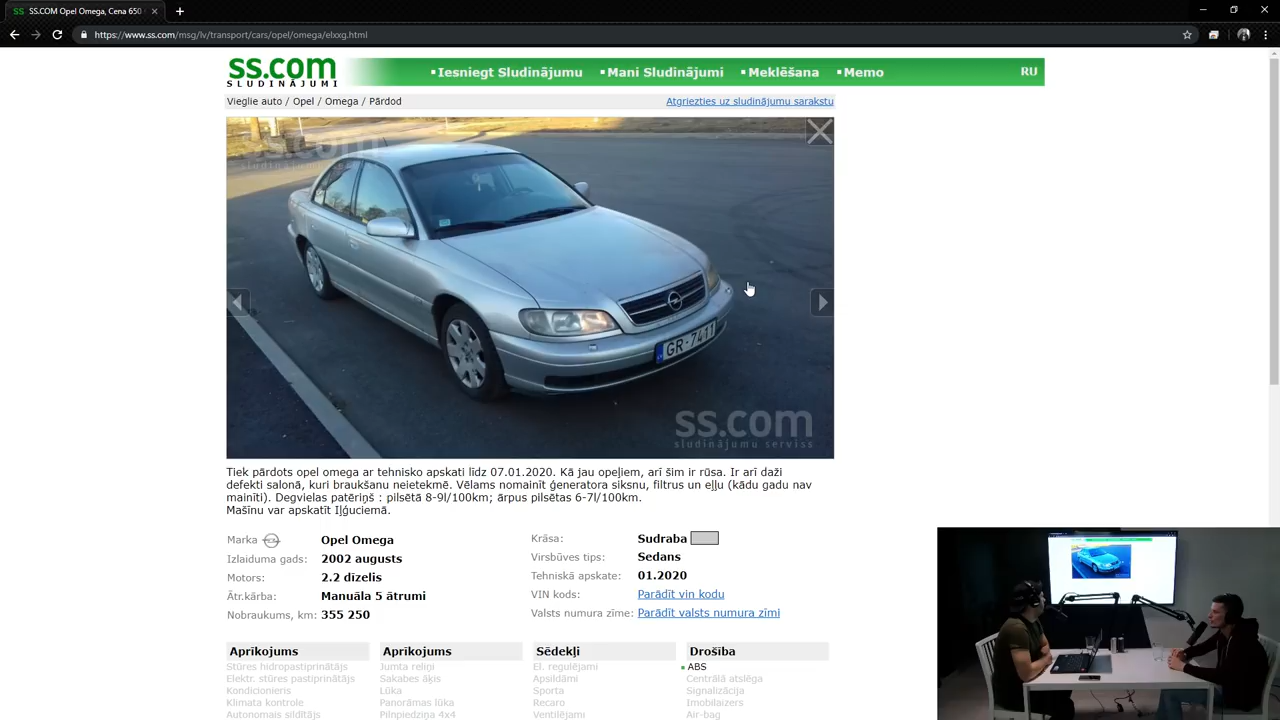 SS.COM Opel Omega, Cena 650
https://www.ss.com/msg/lv/transport/cars/opel/omega/elxxg.html
ss.com
SLUDINĀJUMI
Iesniegt Sludinājumu
Mani Sludinājumi
Meklēšana
Memo
RU
Vieglie auto / Opel / Omega / Pārdod
Atgriezties uz sludinājumu sarakstu
GR-7411
ss.com
sludinājumu serviss
Tiek pārdots opel omega ar tehnisko apskati līdz 07.01.2020. Kā jau opeļiem, arī šim ir rūsa. Ir arī daži
defekti salonā, kuri braukšanu neietekmē. Vēlams nomainīt ģeneratora siksnu, filtrus un eļļu (kādu gadu nav
mainīti). Degvielas patēriņš : pilsētā 8-9l/100km; ārpus pilsētas 6-7l/100km.
Mašīnu var apskatīt Iļģuciemā.
Marka Opel Omega
Izlaiduma gads: 2002 augusts
Motors: 2.2 dīzelis
Ātr.kārba: Manuāla 5 ātrumi
Nobraukums, km: 355 250
Krāsa: Sudraba
Virsbūves tips: Sedans
Tehniskā apskate: 01.2020
VIN kods: Parādīt vin kodu
Valsts numura zīme: Parādīt valsts numura zīmi
Aprīkojums
Stūres hidropastiprinātājs
Elektr. stūres pastiprinātājs
Kondicionieris
Klimata kontrole
Autonomais sildītājs
Aprīkojums
Jumta reliņi
Sakabes āķis
Lūka
Panorāmas lūka
Pilnpiedziņa 4x4
Sēdekļi
El. regulējami
Apsildāmi
Sporta
Recaro
Ventilējami
Drošība
ABS
Centrālā atslēga
Signalizācija
Imobilaizers
Air-bag